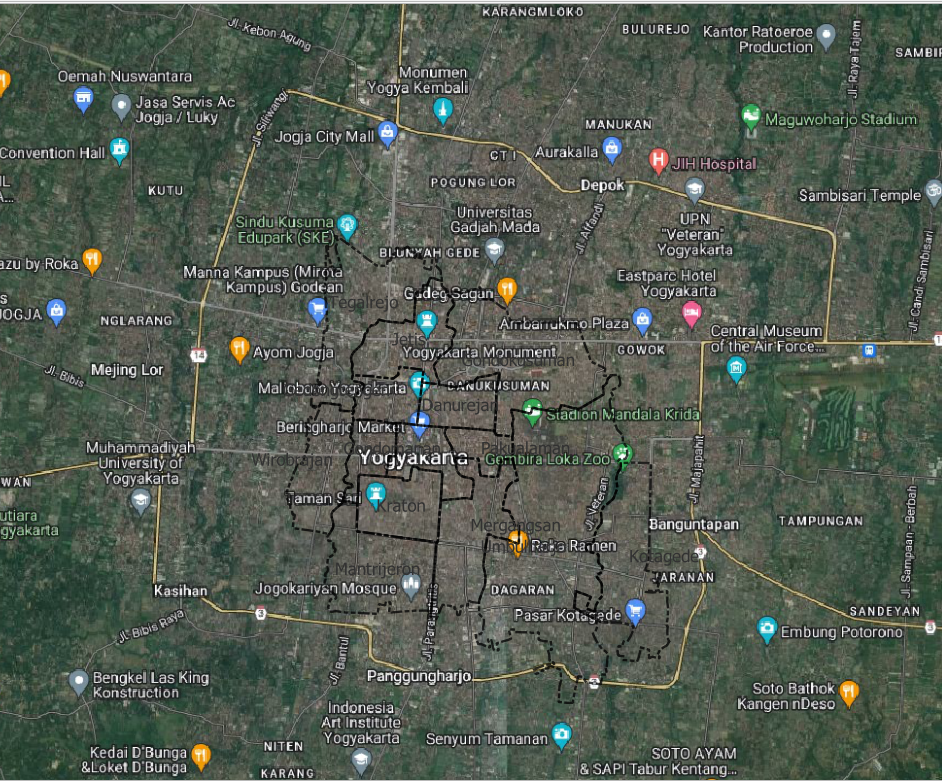 KARANGMLOKO
Jl. Kebon Agung
BULUREJO
Kantor Ratoeroe
Production
Jl. Raya Tajem
SAMBIR
Oemah Nuswantara
Monumen
Yogya Kembali
Jasa Servis Ac
Jogja / Luky
Jl. Siliwangi
Jogja City Mall
MANUKAN
Maguwoharjo Stadium
Convention Hall
CT I
Aurakalla
JIH Hospital
KUTU
POGUNG LOR
Depok
Sambisari Temple
Sindu Kusuma
Edupark (SKE)
Universitas
Gadjah Mada
Jl. Affandi
UPN
"Veteran"
Yogyakarta
BLUNYAH GEDE
azu by Roka
Manna Kampus (Mirota
Kampus) Godean
Eastparc Hotel
Yogyakarta
Jl. Candi Sambisari
Gudeg Sagan
Tegalrejo
JOGJA
NGLARANG
Ambarrukmo Plaza
Central Museum
of the Air Force...
14
Ayom Jogja
Jetis
Yogyakarta Monument
Gondokusuman
GOWOK
Jl. Bibis
Mejing Lor
Malioboro Yogyakarta
DANUKUSUMAN
Danurejan
Stadion Mandala Krida
Beringharjo Market
Muhammadiyah
University of
Yogyakarta
Wirobrajan
Yogyakarta
Pakualaman
Gembira Loka Zoo
Jl. Majapahit
WAN
Taman Sari
Kraton
Jl. Veteran
Jl. Sampaan - Berbah
utiara
gyakarta
Mergangsan
Banguntapan
TAMPUNGAN
Raka Ramen
Kotagede
3
Mantrijeron
JARANAN
Kasihan
Jogokariyan Mosque
DAGARAN
Jl. Parangtritis
3
Pasar Kotagede
SANDEYAN
3
Jl. Bibis Raya
Embung Potorono
Jl. Bantul
Bengkel Las King
Konstruction
Panggungharjo
Soto Bathok
Kangen nDeso
Indonesia
Art Institute
Yogyakarta
Senyum Tamanan
Kedai D'Bunga
&Loket D'Bunga
NITEN
KARANG
SOTO AYAM
& SAPI Tabur Kentang...